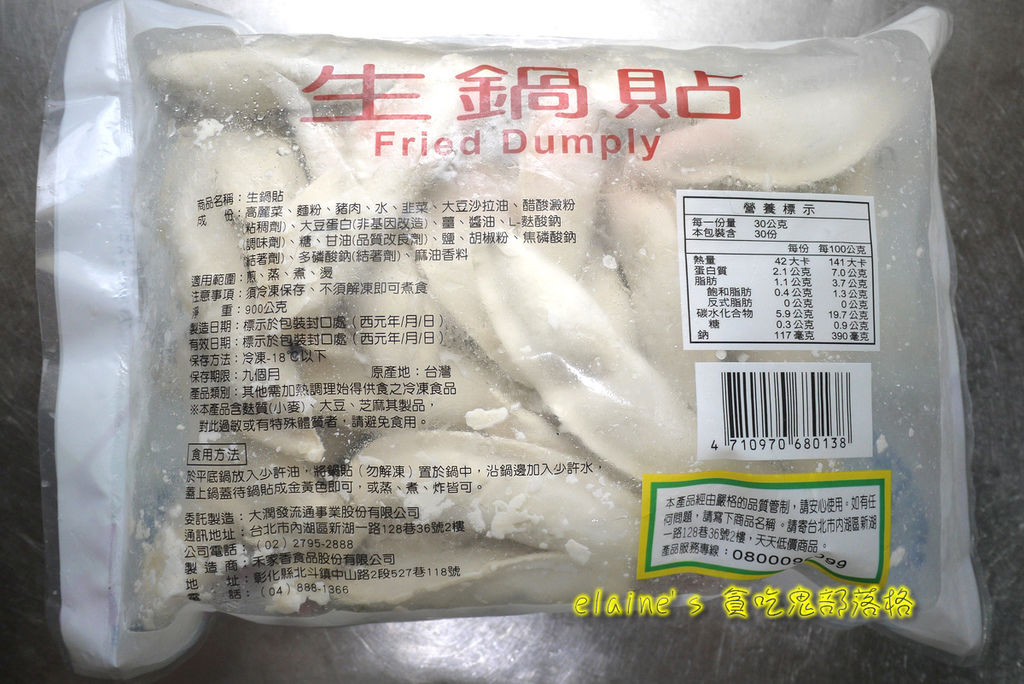 生鍋貼
Fried Dumply
商品名稱：生鍋貼
成　份：高麗菜、麵粉、豬肉、水、韭菜、大豆沙拉油、醋酸澱粉
(粘稠劑)、大豆蛋白(非基因改造)、薑、醬油、L-麩酸鈉
(調味劑)、糖、甘油(品質改良劑)、鹽、胡椒粉、焦磷酸鈉
(結著劑)、多磷酸鈉(結著劑)、麻油香料
適用範圍：煎、蒸、煮、燙
注意事項：須冷凍保存、不須解凍即可煮食
淨　重：900公克
製造日期：標示於包裝封口處（西元年/月/日）
有效日期：標示於包裝封口處（西元年/月/日）
保存方法：冷凍-18℃以下
保存期限：九個月　原產地：台灣
產品類別：其他需加熱調理始得供食之冷凍食品
※本產品含麩質(小麥)、大豆、芝麻其製品，
對此過敏或有特殊體質者，請避免食用。
食用方法
於平底鍋放入少許油，將鍋貼（勿解凍）置於鍋中，沿鍋邊加入少許水，
蓋上鍋蓋待鍋貼成金黃色即可，或蒸、煮、炸皆可。
委託製造：大潤發流通事業股份有限公司
通訊地址：台北市內湖區新湖一路128巷36號2樓
公司電話：（02）2795-2888
製造商：禾家香食品股份有限公司
地　址：彰化縣北斗鎮中山路2段527巷118號
電　話：（04）888-1366
營養標示
每一份量　30公克
本包裝含　30份
每份　每100公克
熱量　42大卡　141大卡
蛋白質　2.1公克　7.0公克
脂肪　1.1公克　3.7公克
飽和脂肪　0.4公克　1.3公克
反式脂肪　0公克　0公克
碳水化合物　5.9公克　19.7公克
糖　0.3公克　0.9公克
鈉　117毫克　390毫克
4 710970 680138
本產品經由嚴格的品質管制，請安心使用。如有任
何問題，請寫下商品名稱。請寄台北市內湖區新湖
一路128巷36號2樓，天天低價商品。
產品服務專線：
elaine's 貪吃鬼部落格